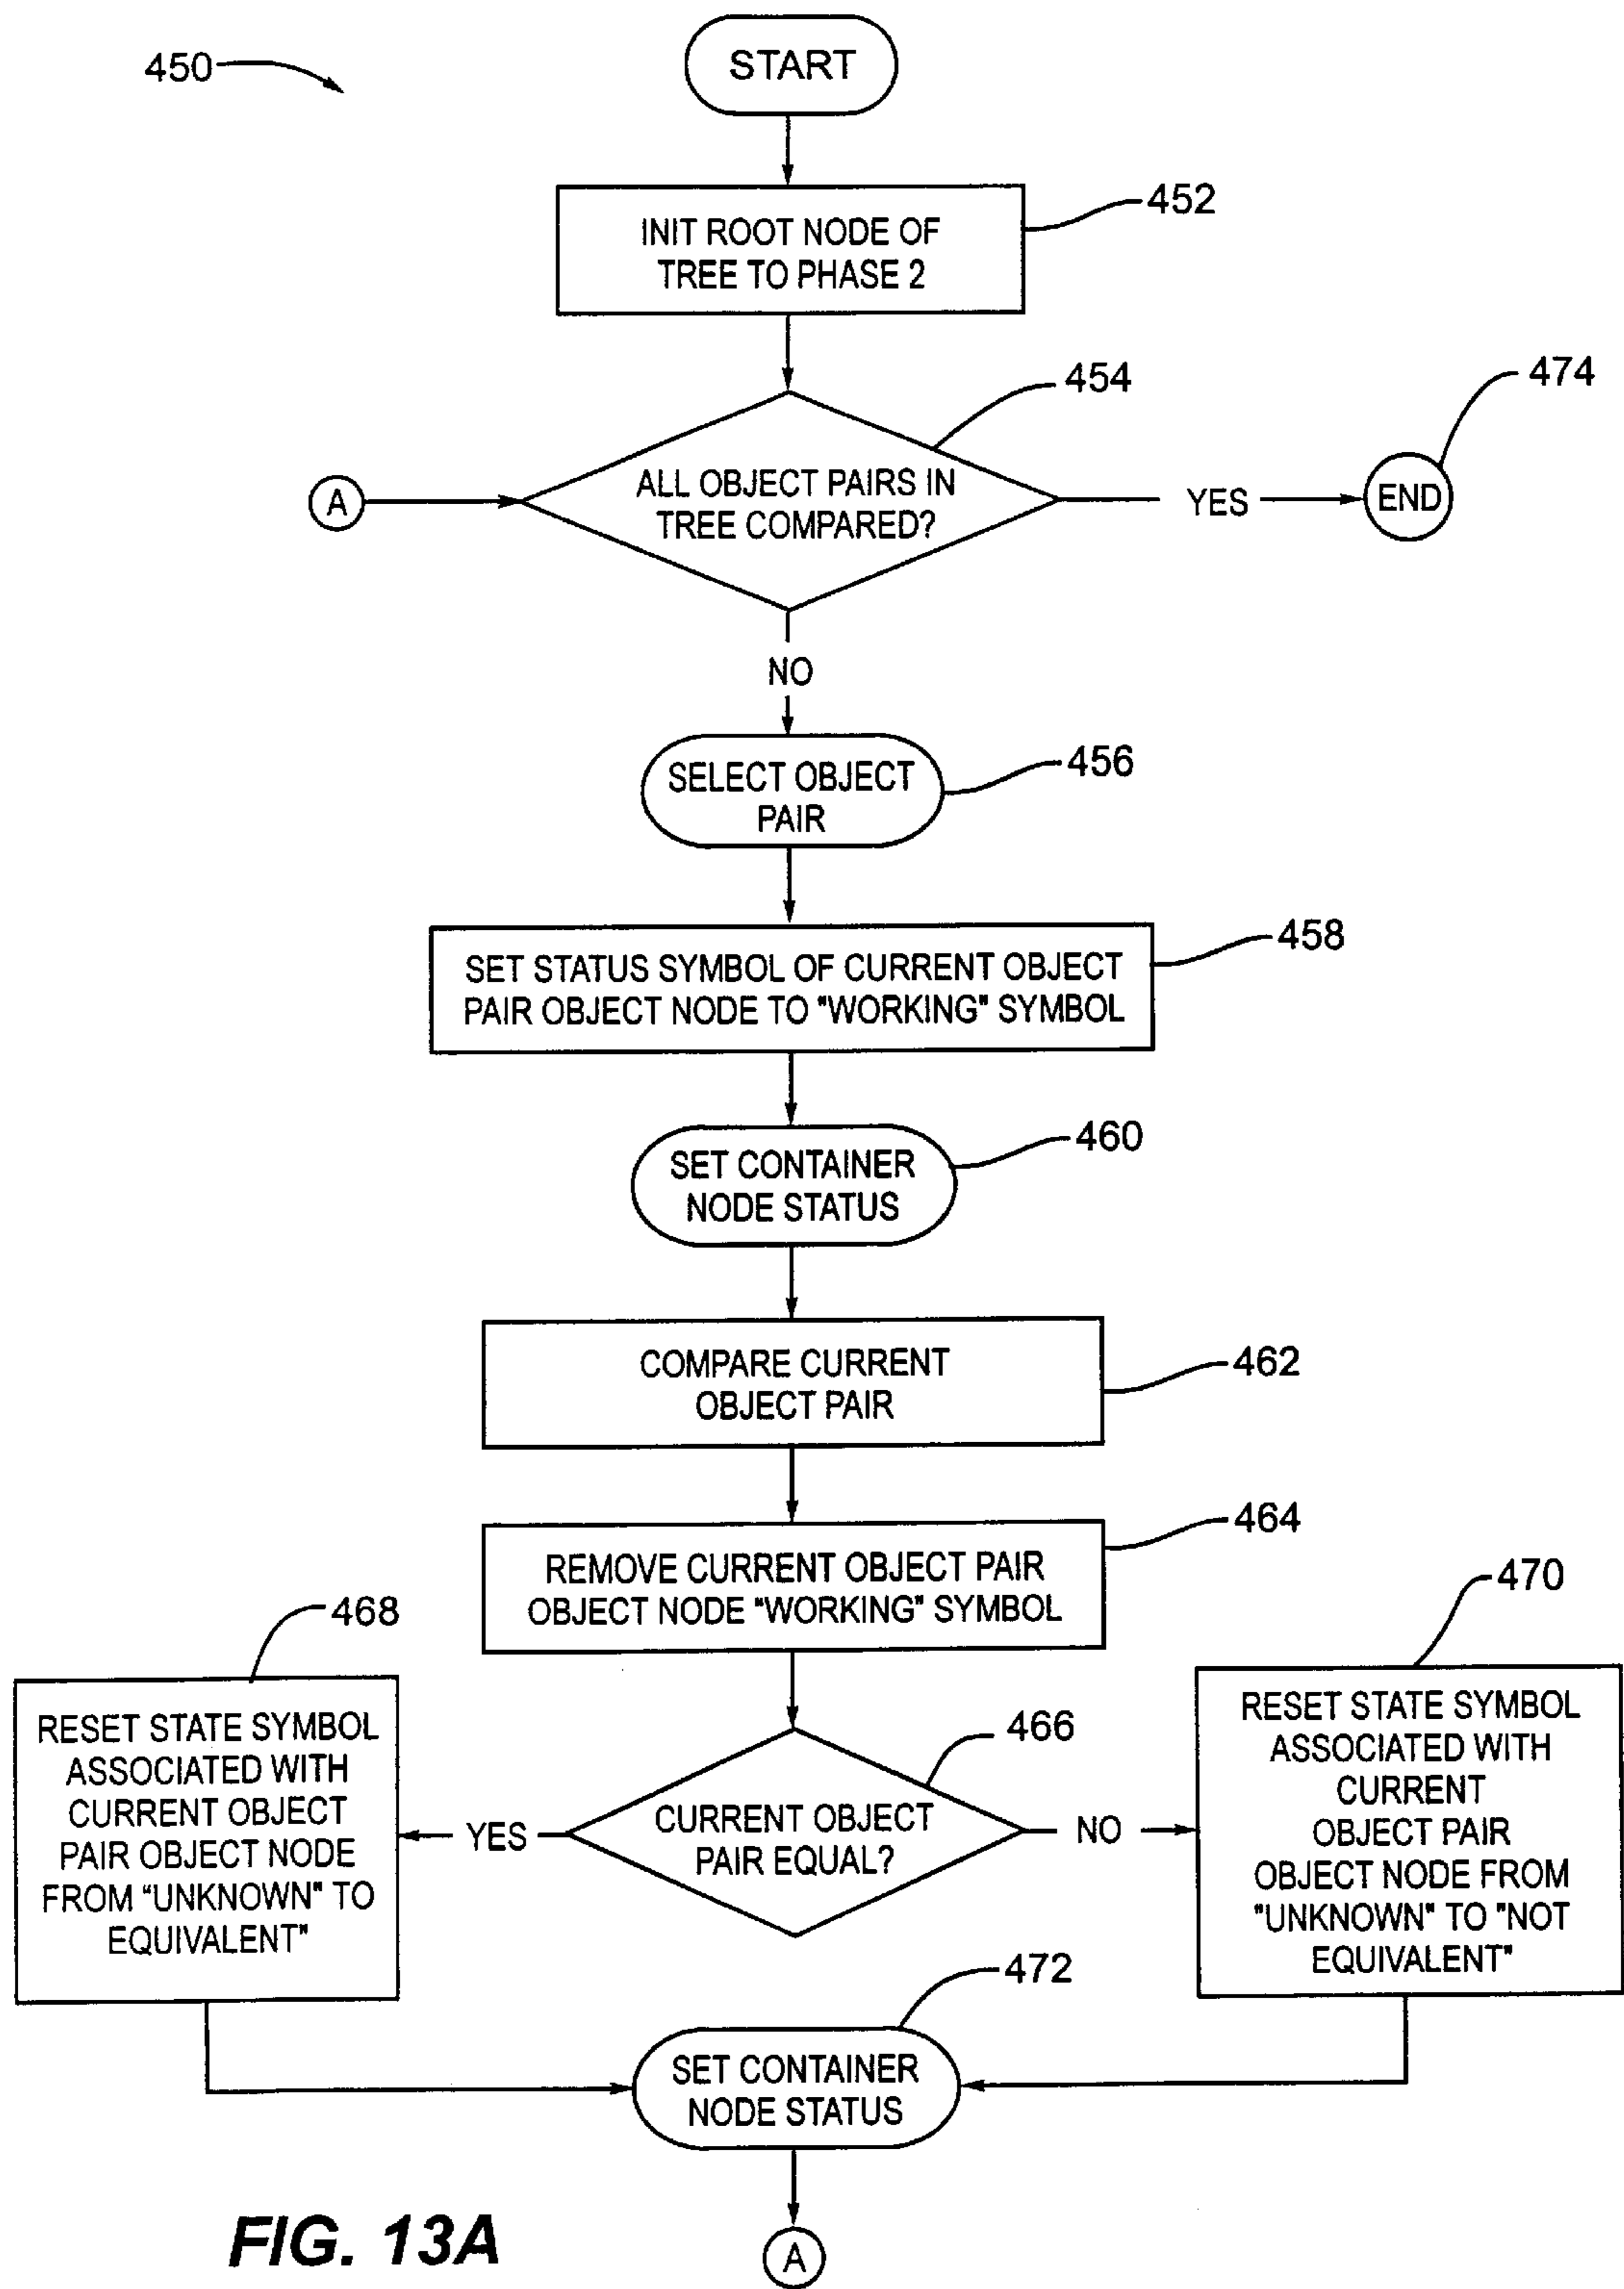 450
START
452
INIT ROOT NODE OF
TREE TO PHASE 2
454
474
A
ALL OBJECT PAIRS IN
TREE COMPARED?
YES
END
NO
456
SELECT OBJECT
PAIR
458
SET STATUS SYMBOL OF CURRENT OBJECT
PAIR OBJECT NODE TO "WORKING" SYMBOL
460
SET CONTAINER
NODE STATUS
462
COMPARE CURRENT
OBJECT PAIR
464
REMOVE CURRENT OBJECT PAIR
OBJECT NODE "WORKING" SYMBOL
468
RESET STATE SYMBOL
ASSOCIATED WITH
CURRENT OBJECT
PAIR OBJECT NODE
FROM "UNKNOWN" TO
EQUIVALENT"
YES
466
CURRENT OBJECT
PAIR EQUAL?
NO
470
RESET STATE SYMBOL
ASSOCIATED WITH
CURRENT
OBJECT PAIR
OBJECT NODE FROM
"UNKNOWN" TO "NOT
EQUIVALENT"
472
SET CONTAINER
NODE STATUS
A
FIG. 13A